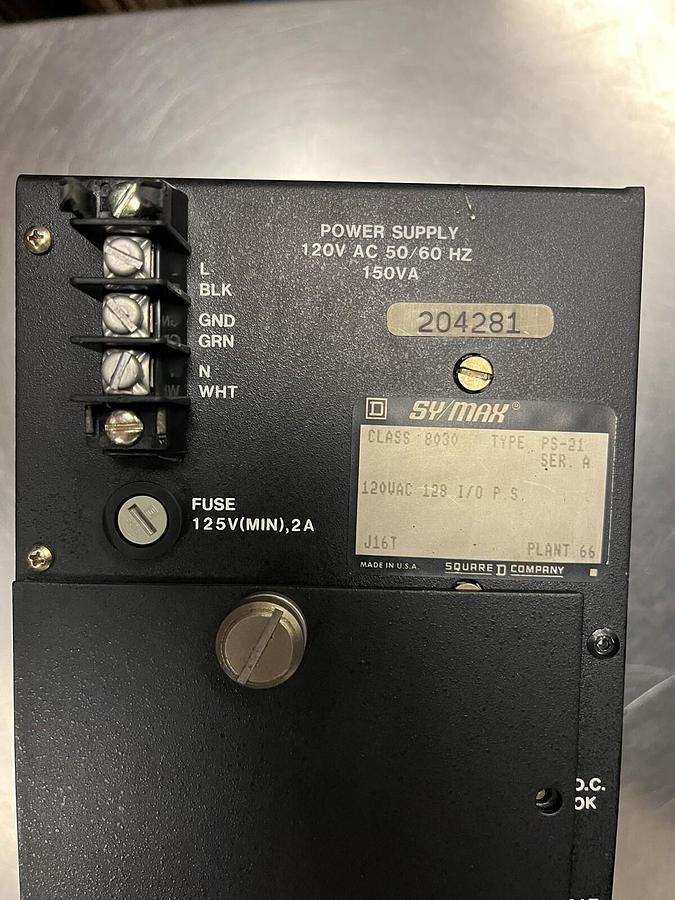 POWER SUPPLY
120V AC 50/60 HZ
150VA
L
BLK
GND
GRN
N
WHT
204281
D SY/MAX®
CLASS 8030 TYPE PS-21
SER. A
120VAC 128 I/O P.S.
J16T PLANT 66
MADE IN U.S.A. SQUARE D COMPANY
FUSE
125V(MIN),2A
D.C.
OK